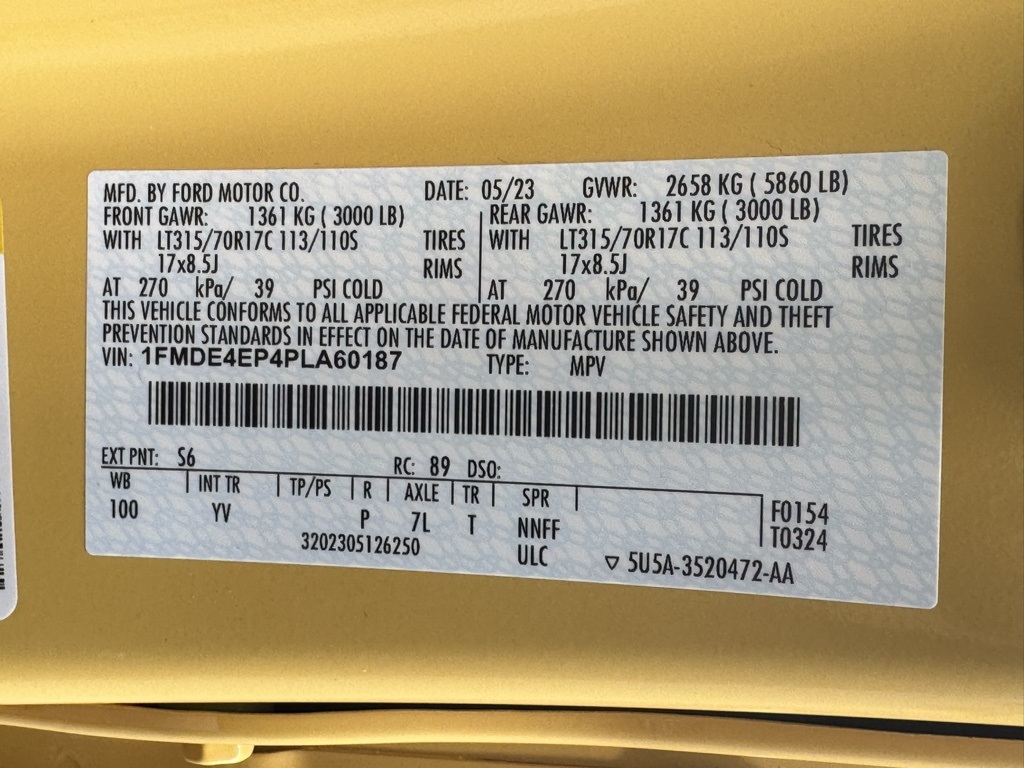 MFD. BY FORD MOTOR CO. DATE: 05/23 GVWR: 2658 KG ( 5860 LB)
FRONT GAWR: 1361 KG ( 3000 LB) REAR GAWR: 1361 KG ( 3000 LB)
WITH LT315/70R17C 113/110S TIRES WITH LT315/70R17C 113/110S TIRES
17x8.5J RIMS 17x8.5J RIMS
AT 270 kPa/ 39 PSI COLD AT 270 kPa/ 39 PSI COLD
THIS VEHICLE CONFORMS TO ALL APPLICABLE FEDERAL MOTOR VEHICLE SAFETY AND THEFT
PREVENTION STANDARDS IN EFFECT ON THE DATE OF MANUFACTURE SHOWN ABOVE.
VIN: 1FMDE4EP4PLA60187 TYPE: MPV
EXT PNT: S6 RC: 89 DSO:
WB INT TR TP/PS R AXLE TR SPR
100 YV P 7L T NNFF F0154
3202305126250 ULC T0324
▽ 5U5A-3520472-AA